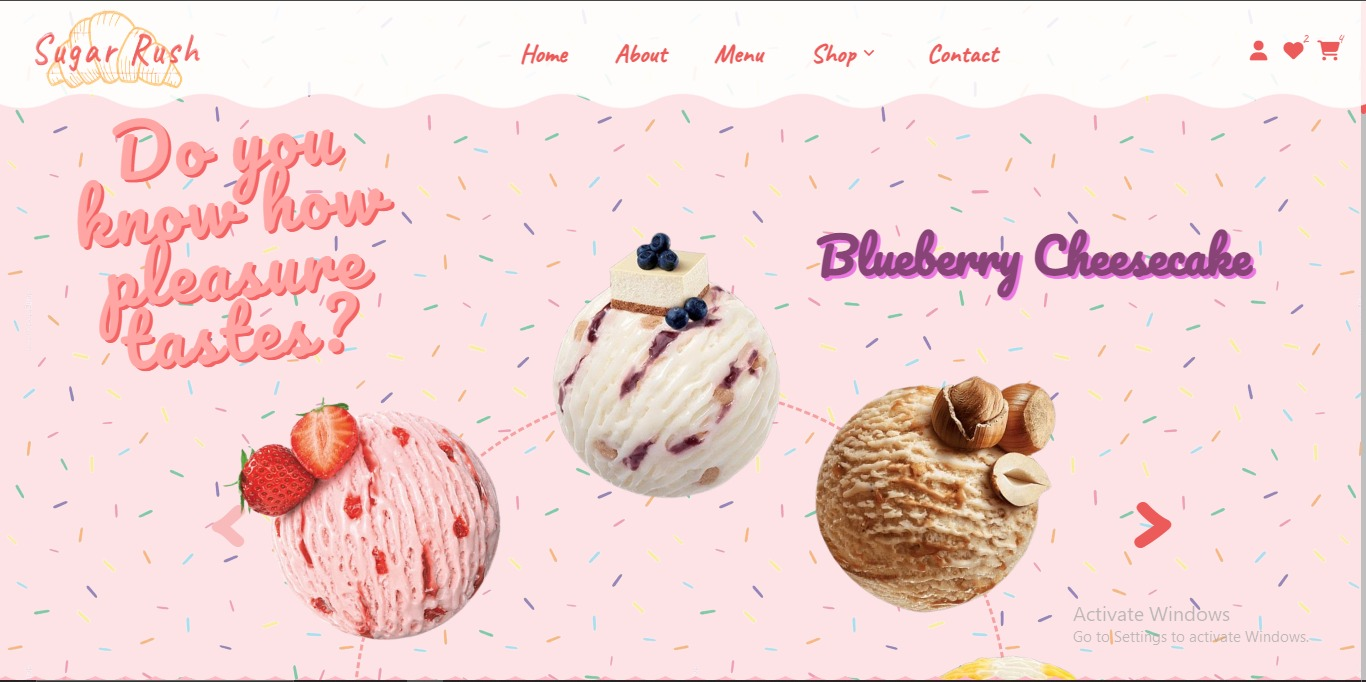 Sugar Rush
Home
About
Menu
Shop
Contact
2
4
Do you
know how
pleasure
tastes?
Blueberry Cheesecake
Activate Windows
Go to Settings to activate Windows.